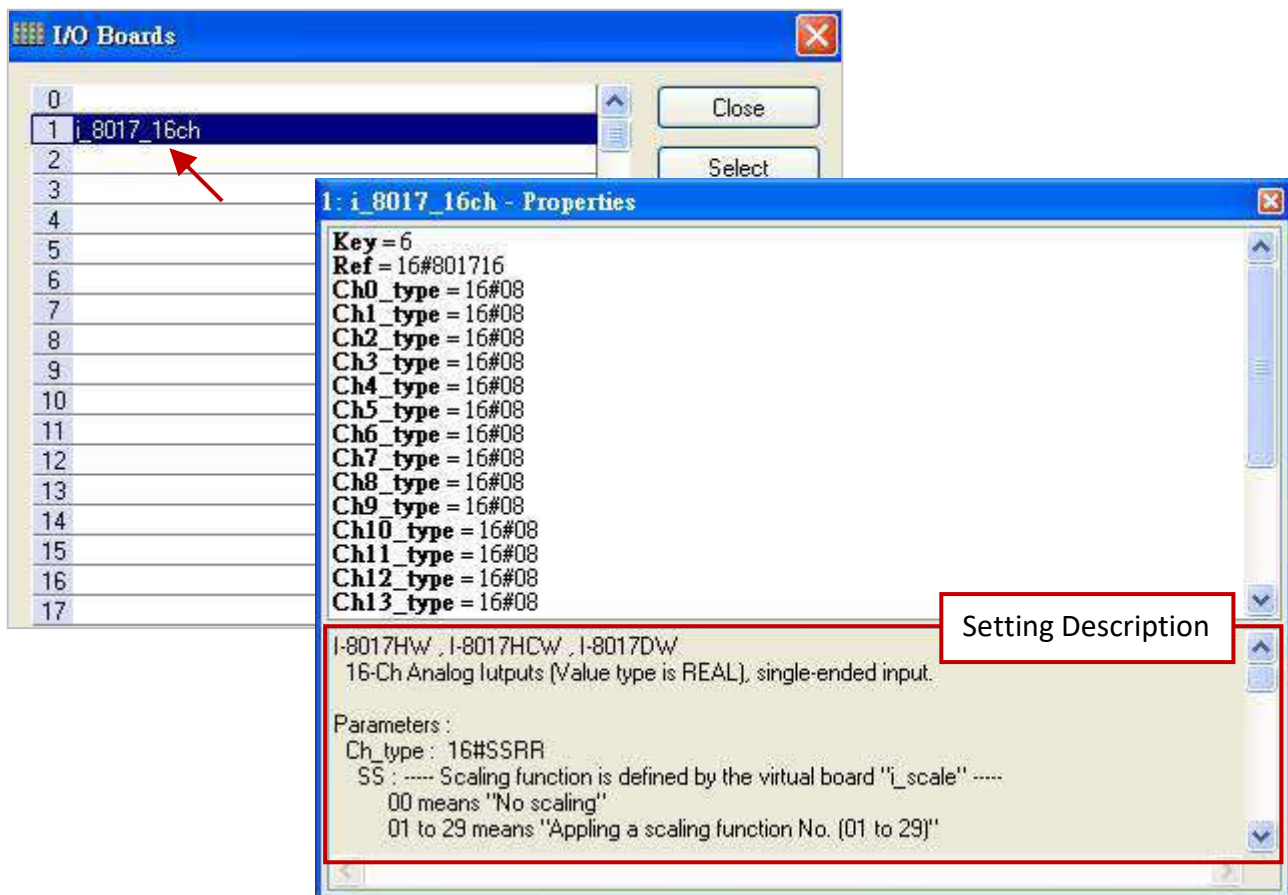 I/O Boards
0
1 i_8017_16ch
2
3
4
5
6
7
8
9
10
11
12
13
14
15
16
17
Close
Select
1: i_8017_16ch - Properties
Key = 6
Ref = 16#801716
Ch0_type = 16#08
Ch1_type = 16#08
Ch2_type = 16#08
Ch3_type = 16#08
Ch4_type = 16#08
Ch5_type = 16#08
Ch6_type = 16#08
Ch7_type = 16#08
Ch8_type = 16#08
Ch9_type = 16#08
Ch10_type = 16#08
Ch11_type = 16#08
Ch12_type = 16#08
Ch13_type = 16#08
Setting Description
I-8017HW , I-8017HCW , I-8017DW
16-Ch Analog Iutputs (Value type is REAL), single-ended input.
Parameters :
Ch_type : 16#SSRR
SS : ----- Scaling function is defined by the virtual board "i_scale" -----
00 means "No scaling"
01 to 29 means "Appling a scaling function No. (01 to 29)"